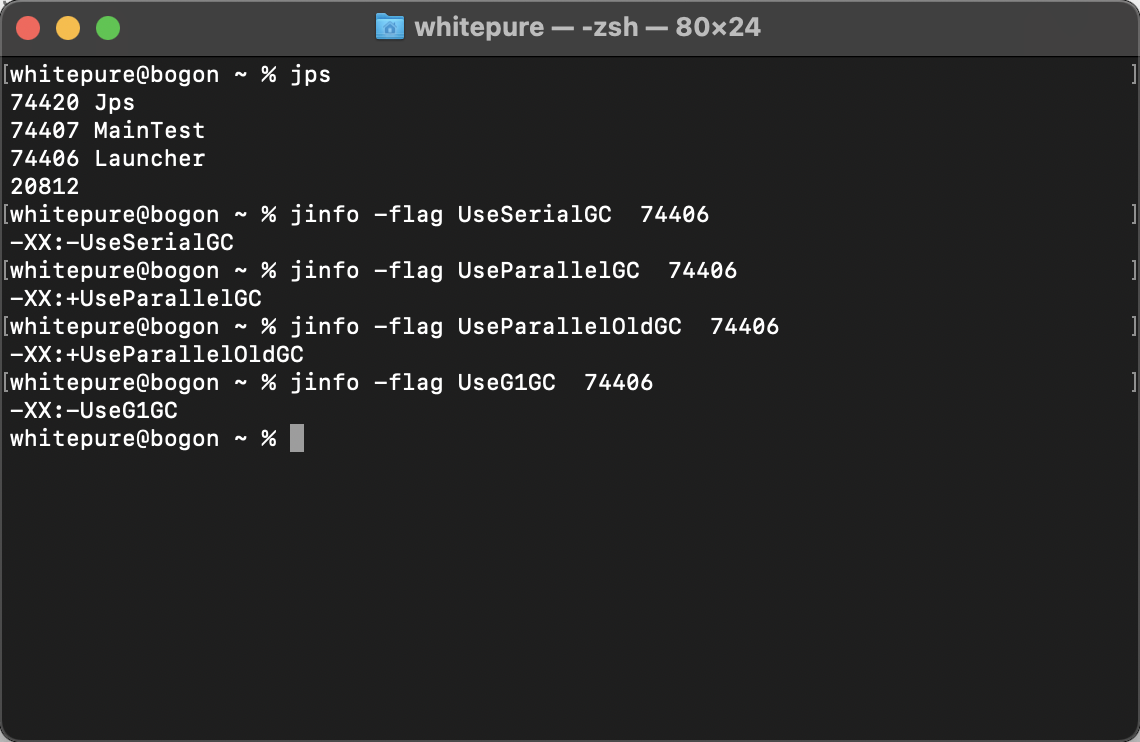 whitepure — -zsh — 80×24
[whitepure@bogon ~ % jps ]
74420 Jps
74407 MainTest
74406 Launcher
20812
[whitepure@bogon ~ % jinfo -flag UseSerialGC  74406 ]
-XX:-UseSerialGC
[whitepure@bogon ~ % jinfo -flag UseParallelGC  74406 ]
-XX:+UseParallelGC
[whitepure@bogon ~ % jinfo -flag UseParallelOldGC  74406 ]
-XX:+UseParallelOldGC
[whitepure@bogon ~ % jinfo -flag UseG1GC  74406 ]
-XX:-UseG1GC
whitepure@bogon ~ %